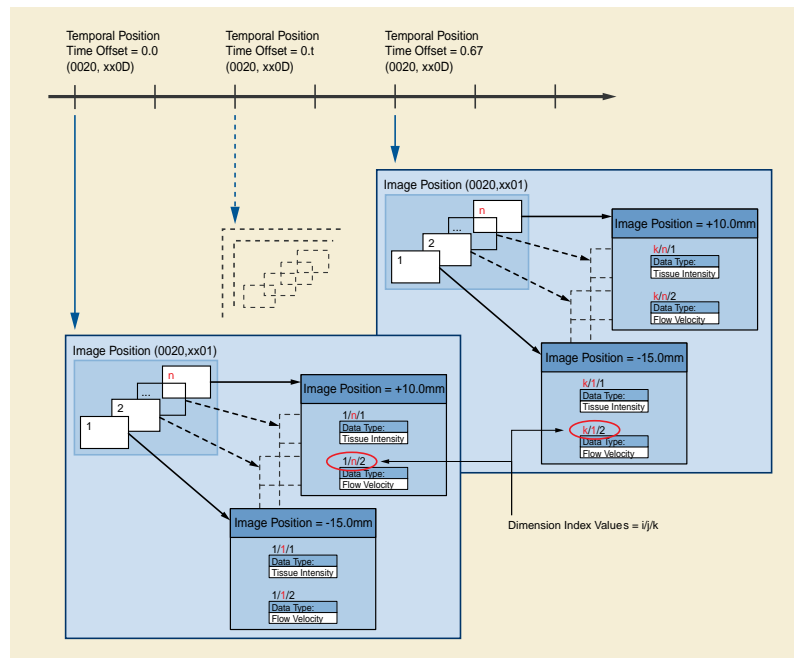 Temporal Position
Time Offset = 0.0
(0020, xx0D)
Temporal Position
Time Offset = 0.t
(0020, xx0D)
Temporal Position
Time Offset = 0.67
(0020, xx0D)
Image Position (0020,xx01)
n
...
2
1
Image Position = +10.0mm
k/n/1
Data Type:
Tissue Intensity
k/n/2
Data Type:
Flow Velocity
Image Position = -15.0mm
k/1/1
Data Type:
Tissue Intensity
k/1/2
Data Type:
Flow Velocity
Image Position (0020,xx01)
n
...
2
1
Image Position = +10.0mm
1/n/1
Data Type:
Tissue Intensity
1/n/2
Data Type:
Flow Velocity
Image Position = -15.0mm
1/1/1
Data Type:
Tissue Intensity
1/1/2
Data Type:
Flow Velocity
Dimension Index Values = i/j/k